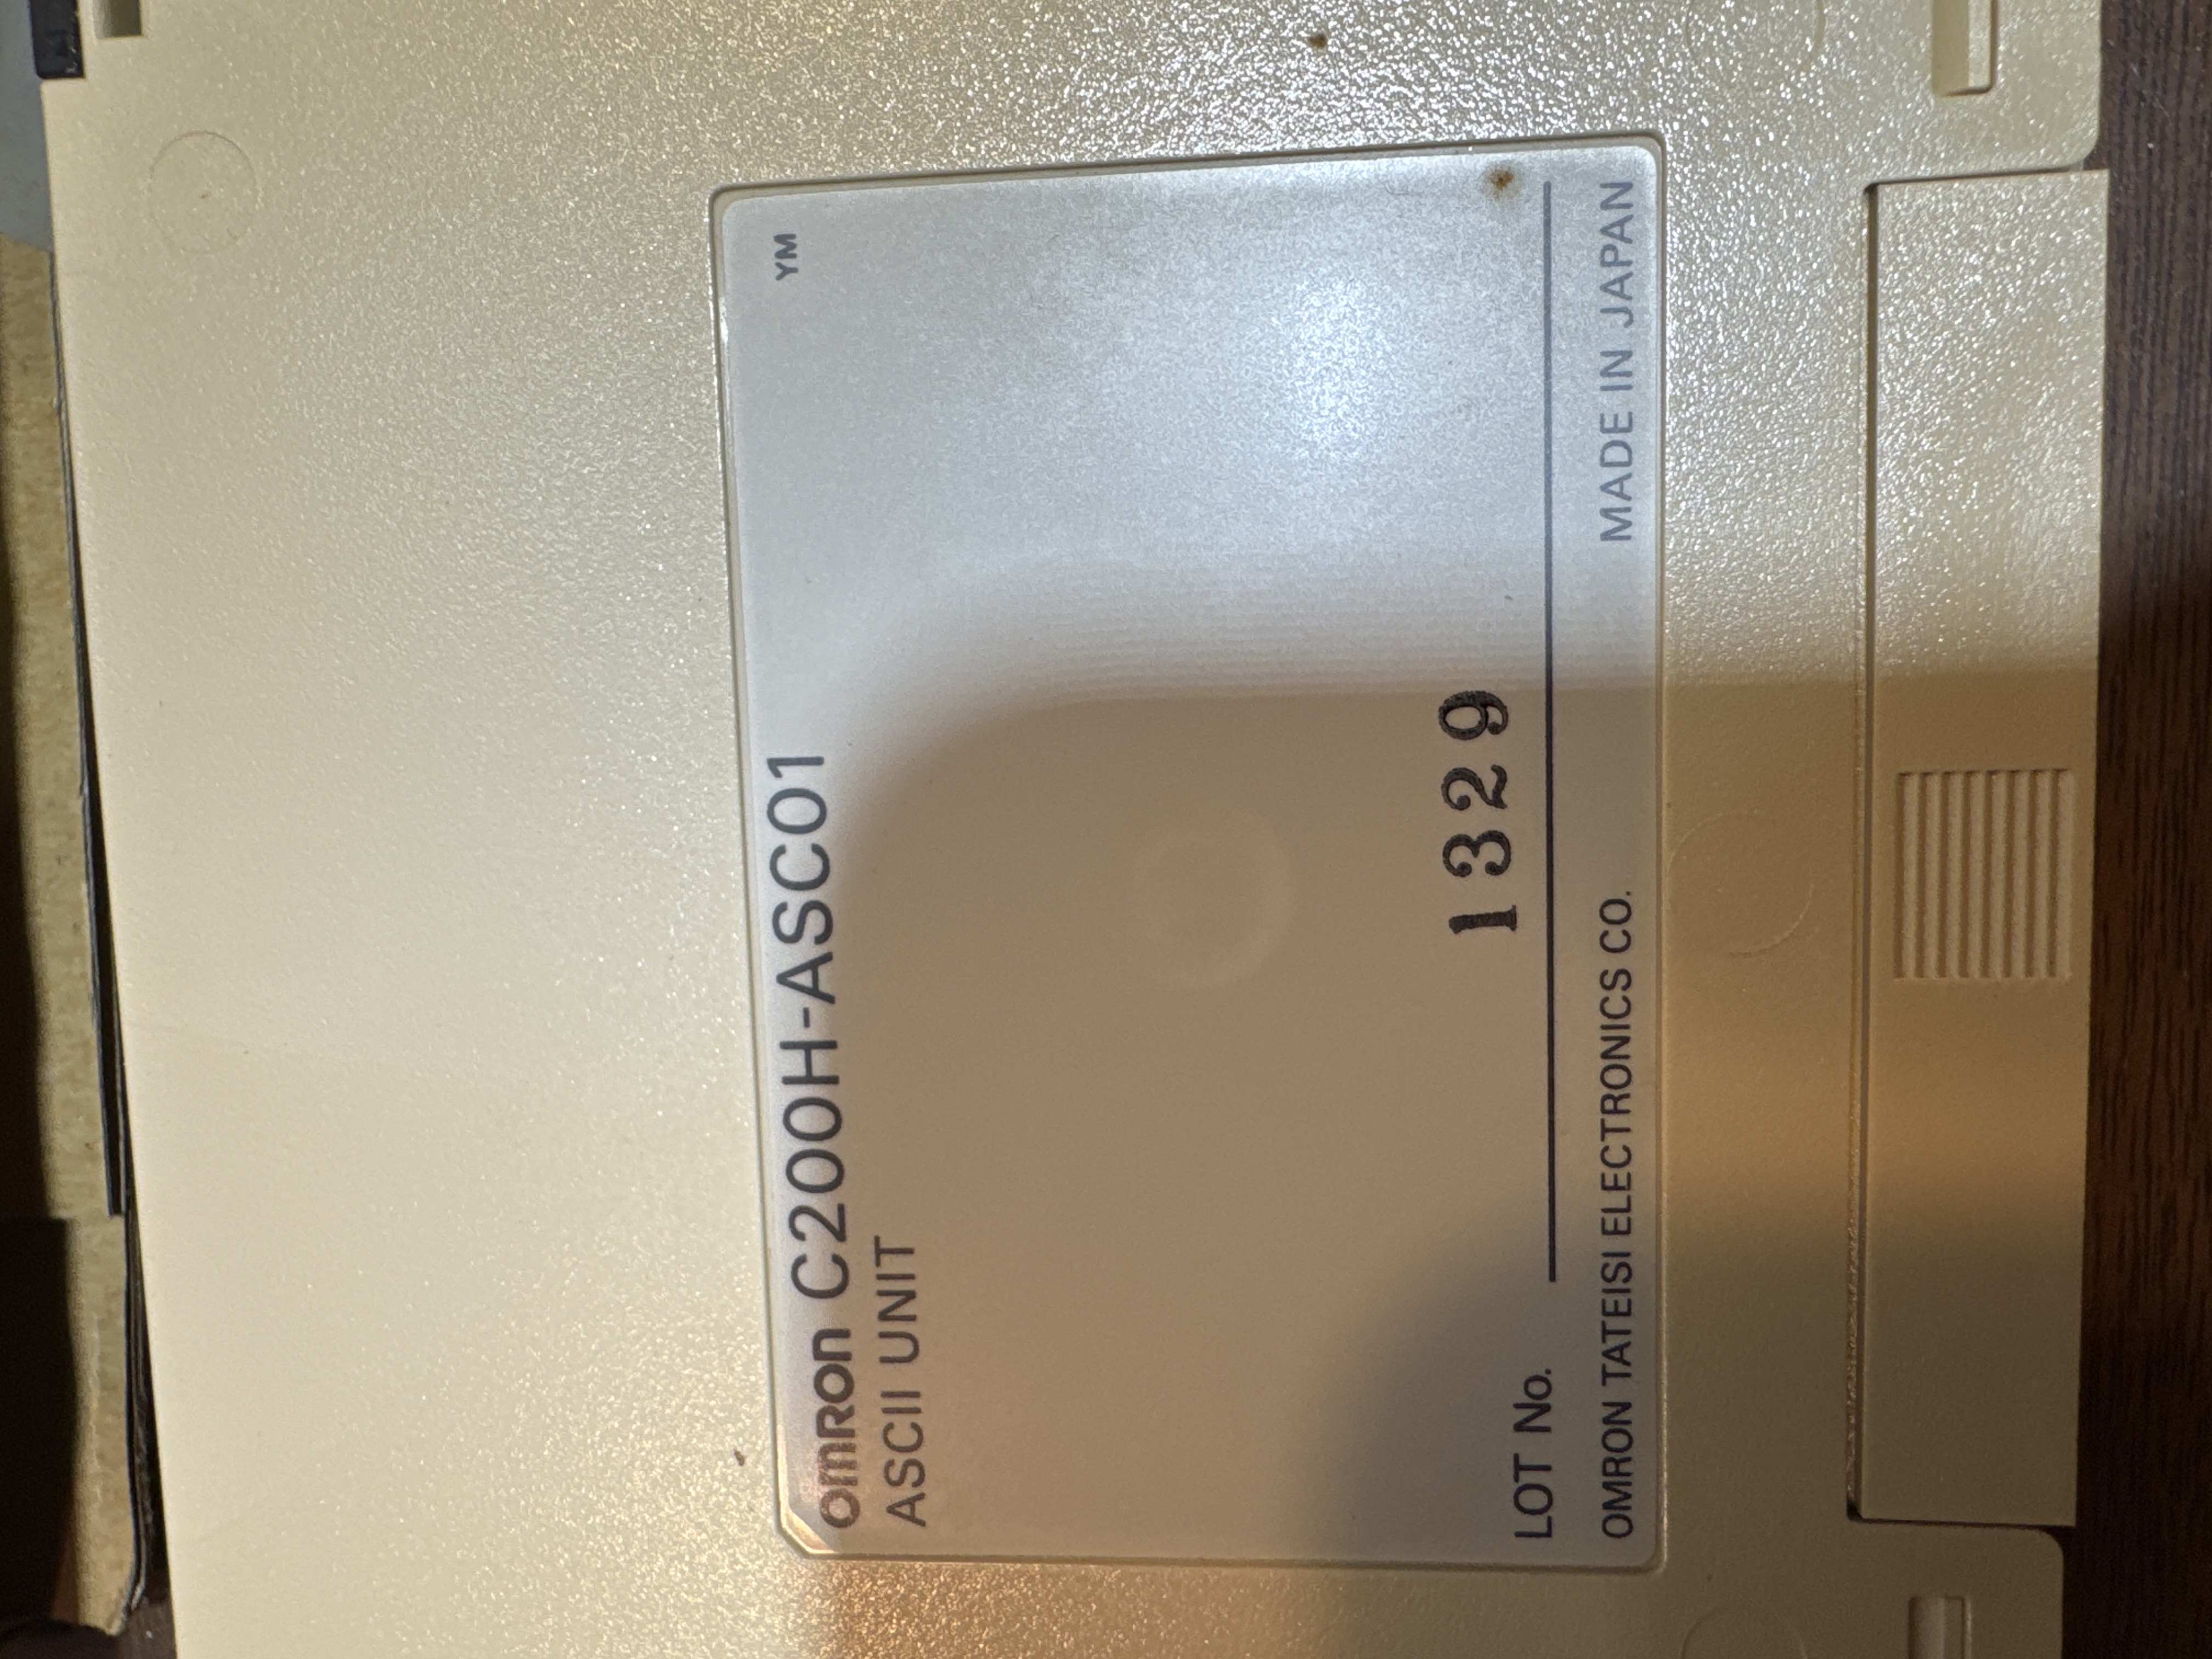 omron C200H-ASC01 YM
ASCII UNIT
LOT No. 1329
OMRON TATEISI ELECTRONICS CO. MADE IN JAPAN